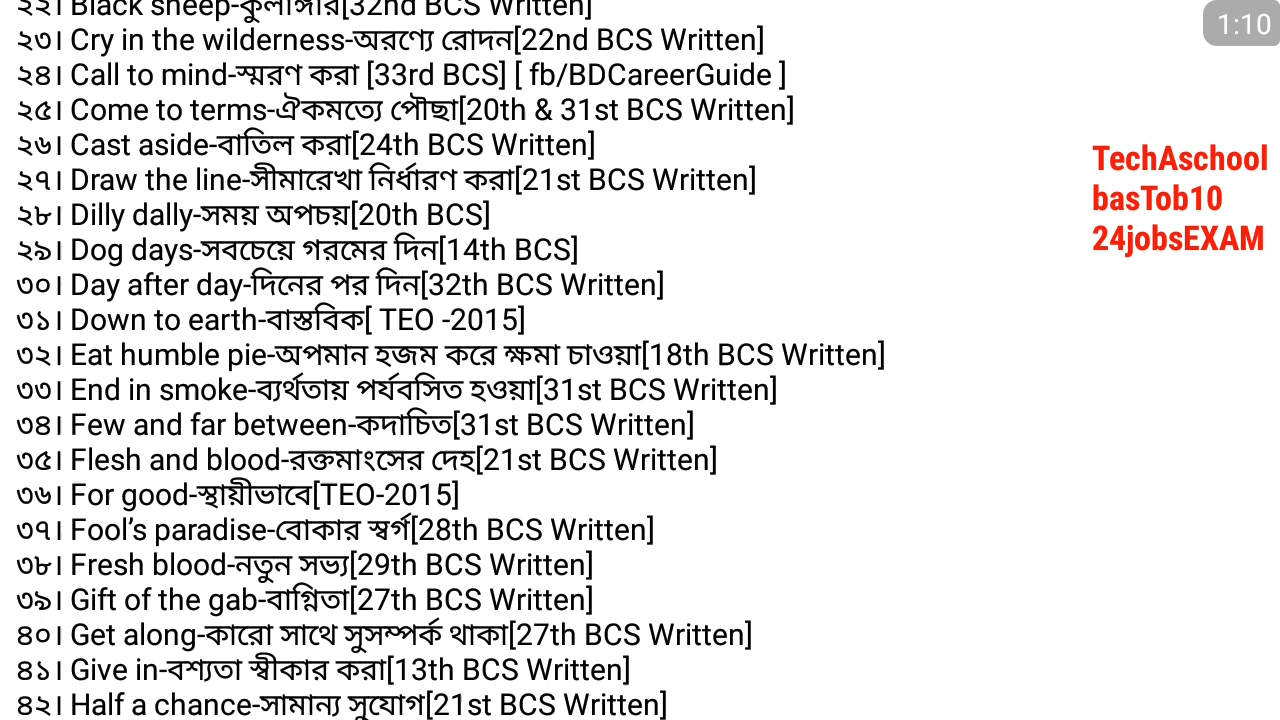 ২২। Black sheep-কুলাঙ্গার[32nd BCS Written]
২৩। Cry in the wilderness-অরণ্যে রোদন[22nd BCS Written]
২৪। Call to mind-স্মরণ করা [33rd BCS] [ fb/BDCareerGuide ]
২৫। Come to terms-ঐকমত্যে পৌছা[20th & 31st BCS Written]
২৬। Cast aside-বাতিল করা[24th BCS Written]
২৭। Draw the line-সীমারেখা নির্ধারণ করা[21st BCS Written]
২৮। Dilly dally-সময় অপচয়[20th BCS]
২৯। Dog days-সবচেয়ে গরমের দিন[14th BCS]
৩০। Day after day-দিনের পর দিন[32th BCS Written]
৩১। Down to earth-বাস্তবিক[ TEO -2015]
৩২। Eat humble pie-অপমান হজম করে ক্ষমা চাওয়া[18th BCS Written]
৩৩। End in smoke-ব্যর্থতায় পর্যবসিত হওয়া[31st BCS Written]
৩৪। Few and far between-কদাচিত[31st BCS Written]
৩৫। Flesh and blood-রক্তমাংসের দেহ[21st BCS Written]
৩৬। For good-স্থায়ীভাবে[TEO-2015]
৩৭। Fool’s paradise-বোকার স্বর্গ[28th BCS Written]
৩৮। Fresh blood-নতুন সভ্য[29th BCS Written]
৩৯। Gift of the gab-বাগ্নিতা[27th BCS Written]
৪০। Get along-কারো সাথে সুসম্পর্ক থাকা[27th BCS Written]
৪১। Give in-বশ্যতা স্বীকার করা[13th BCS Written]
৪২। Half a chance-সামান্য সুযোগ[21st BCS Written]
1:10
TechAschool
basTob10
24jobsEXAM